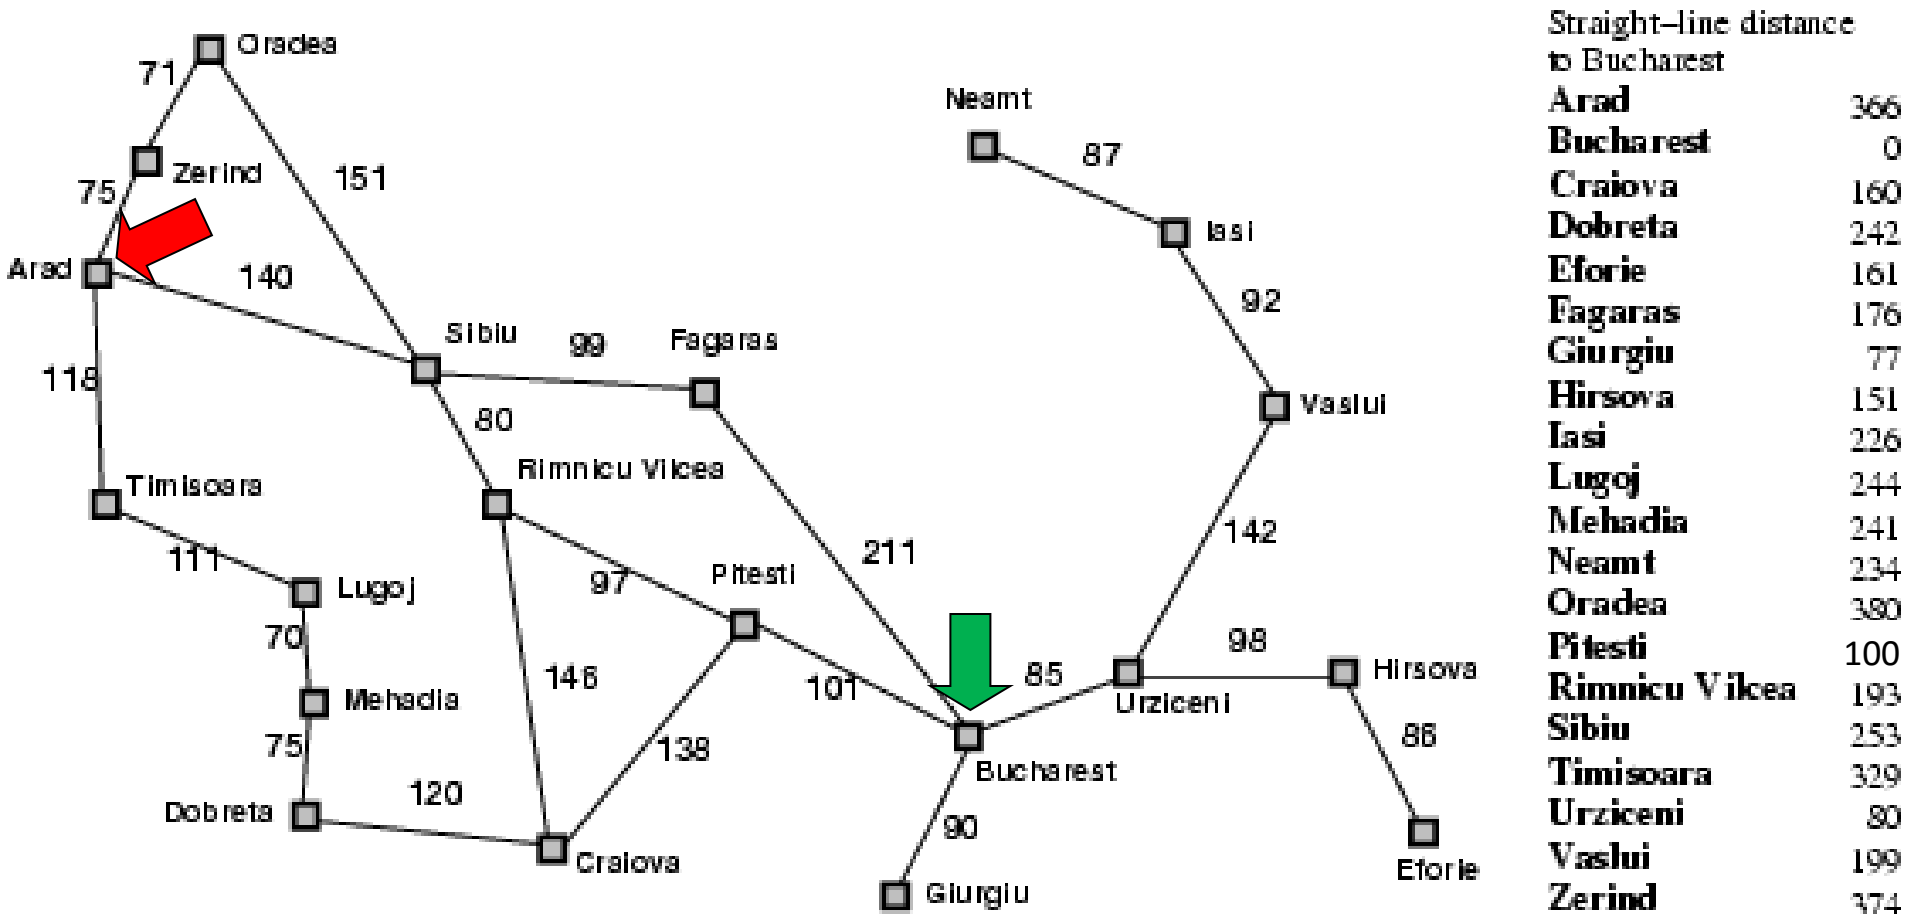 Oradea
71
Neamt
87
Zerind
151
75
Iasi
Arad
140
92
Sibiu
99
Fagaras
118
80
Vaslui
Rimnicu Vilcea
Timisoara
142
111
211
Pitesti
Lugoj
97
98
70
85
Hirsova
146
101
Urziceni
Mehadia
86
75
138
Bucharest
120
Dobreta
90
Craiova
Eforie
Giurgiu
Straight–line distance
to Bucharest
Arad 366
Bucharest 0
Craiova 160
Dobreta 242
Eforie 161
Fagaras 176
Giurgiu 77
Hirsova 151
Iasi 226
Lugoj 244
Mehadia 241
Neamt 234
Oradea 380
Pitesti 100
Rimnicu Vilcea 193
Sibiu 253
Timisoara 329
Urziceni 80
Vaslui 199
Zerind 374